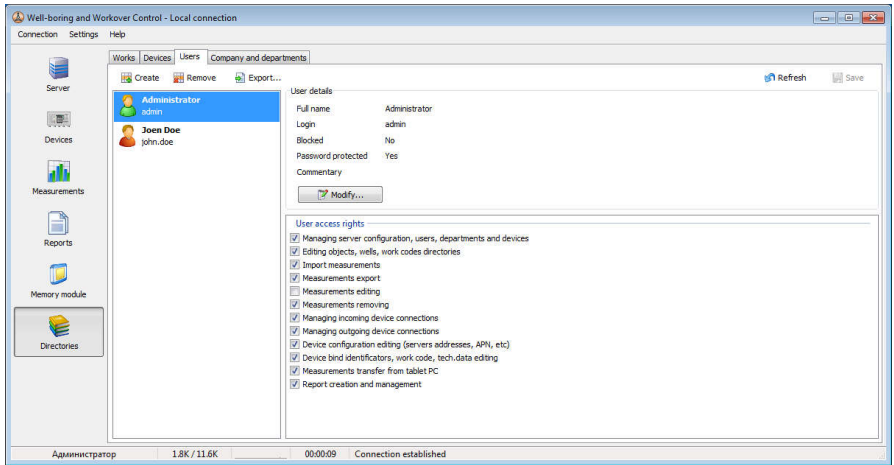 Well-boring and Workover Control - Local connection
Connection Settings Help
Server
Devices
Measurements
Reports
Memory module
Directories
Works Devices Users Company and departments
Create Remove Export... Refresh Save
Administrator
admin
Joen Doe
john.doe
User details
Full name Administrator
Login admin
Blocked No
Password protected Yes
Commentary
Modify...
User access rights
Managing server configuration, users, departments and devices
Editing objects, wells, work codes directories
Import measurements
Measurements export
Measurements editing
Measurements removing
Managing incoming device connections
Managing outgoing device connections
Device configuration editing (servers addresses, APN, etc)
Device bind identificators, work code, tech.data editing
Measurements transfer from tablet PC
Report creation and management
Администратор 1.8K / 11.6K 00:00:09 Connection established